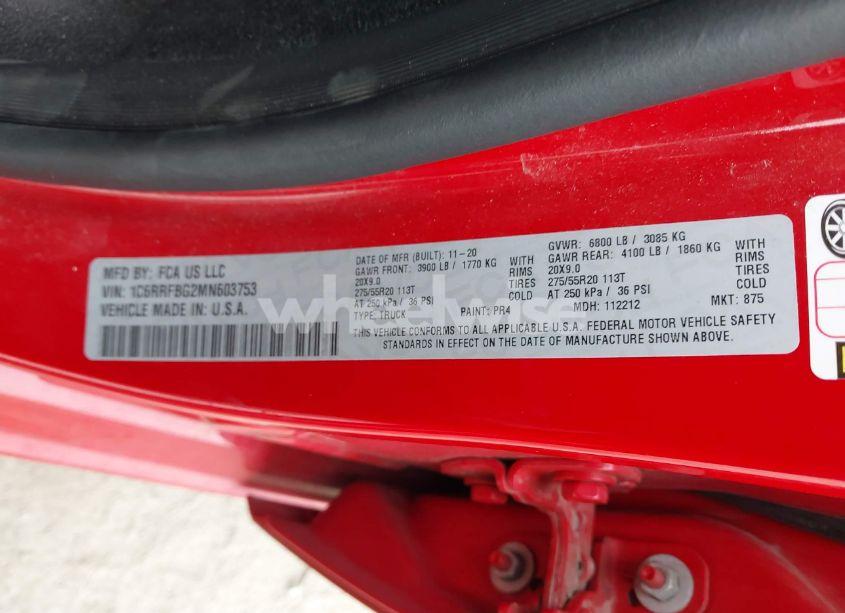 MFD BY: FCA US LLC
VIN: 1C6RRFBG2MN603753
VEHICLE MADE IN: U.S.A.
DATE OF MFR (BUILT): 11-20
GAWR FRONT: 3900 LB / 1770 KG WITH
20X9.0 RIMS
275/55R20 113T TIRES
AT 250 kPa / 36 PSI COLD
TYPE: TRUCK PAINT: PR4
GVWR: 6800 LB / 3085 KG
GAWR REAR: 4100 LB / 1860 KG WITH
20X9.0 RIMS
275/55R20 113T TIRES
AT 250 KPA / 36 PSI COLD
MDH: 112212 MKT: 875
THIS VEHICLE CONFORMS TO ALL APPLICABLE U.S.A. FEDERAL MOTOR VEHICLE SAFETY
STANDARDS IN EFFECT ON THE DATE OF MANUFACTURE SHOWN ABOVE.
wheelwise